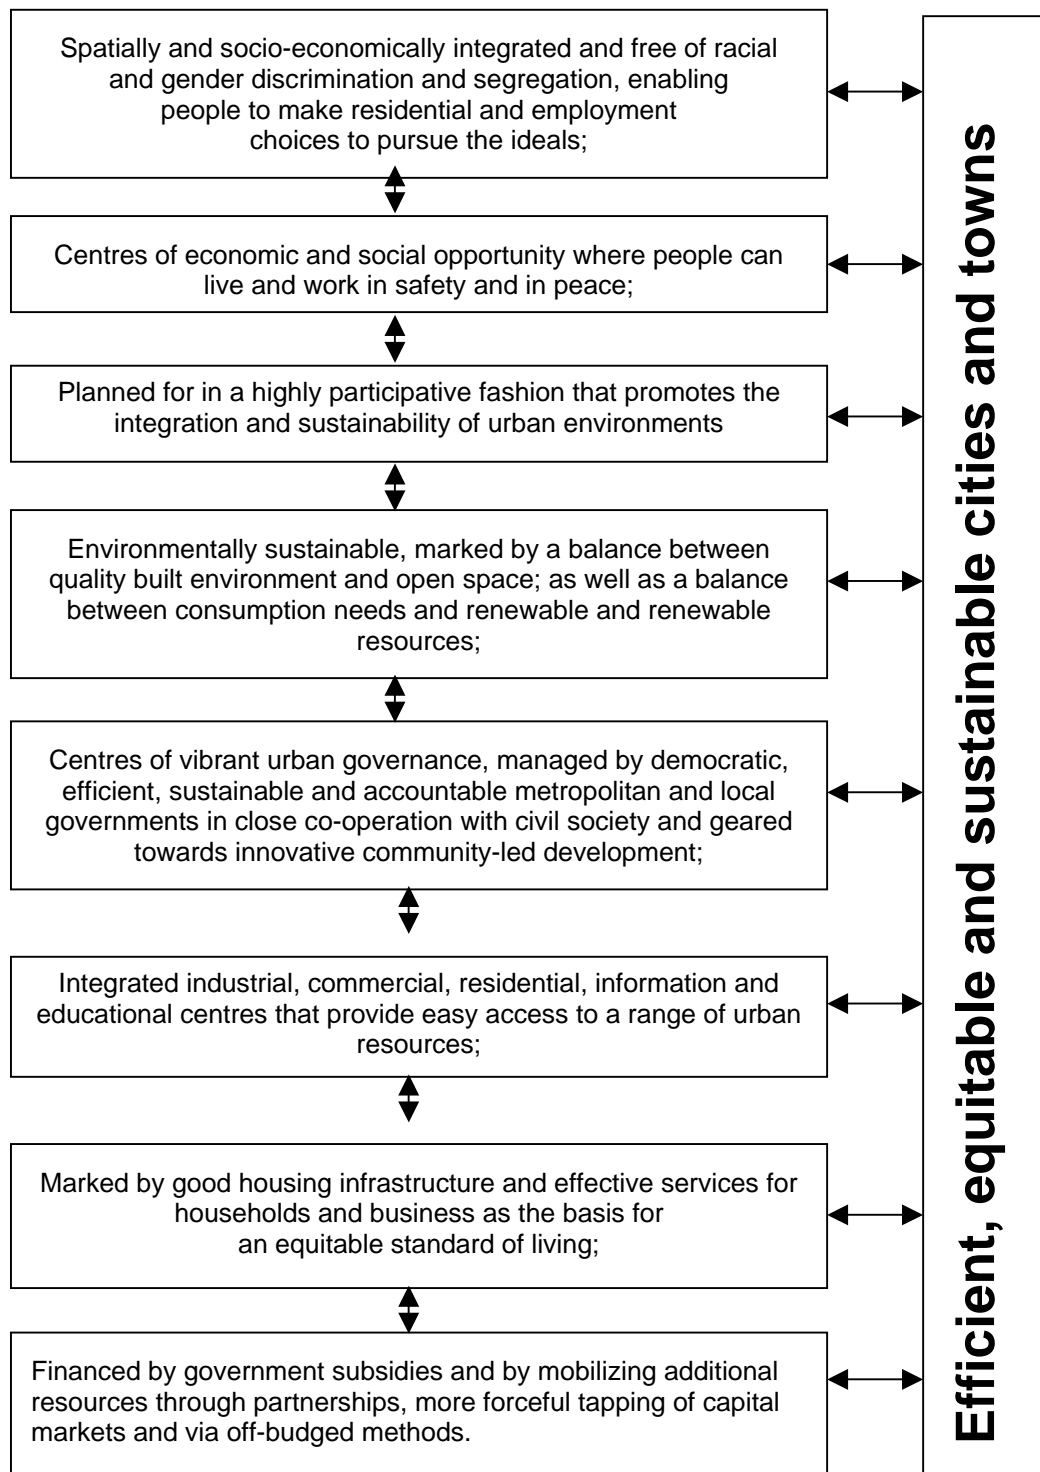 Spatially and socio-economically integrated and free of racial
and gender discrimination and segregation, enabling
people to make residential and employment
choices to pursue the ideals;
Centres of economic and social opportunity where people can
live and work in safety and in peace;
Planned for in a highly participative fashion that promotes the
integration and sustainability of urban environments
Environmentally sustainable, marked by a balance between
quality built environment and open space; as well as a balance
between consumption needs and renewable and renewable
resources;
Centres of vibrant urban governance, managed by democratic,
efficient, sustainable and accountable metropolitan and local
governments in close co-operation with civil society and geared
towards innovative community-led development;
Integrated industrial, commercial, residential, information and
educational centres that provide easy access to a range of urban
resources;
Marked by good housing infrastructure and effective services for
households and business as the basis for
an equitable standard of living;
Financed by government subsidies and by mobilizing additional
resources through partnerships, more forceful tapping of capital
markets and via off-budged methods.
Efficient, equitable and sustainable cities and towns